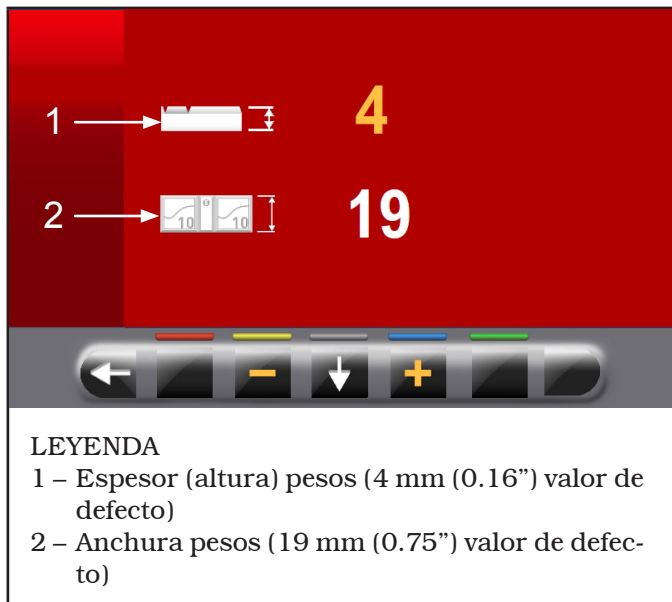 1
4
10
10
2
19
LEYENDA
1 – Espesor (altura) pesos (4 mm (0.16”) valor de
defecto)
2 – Anchura pesos (19 mm (0.75”) valor de defec-
to)